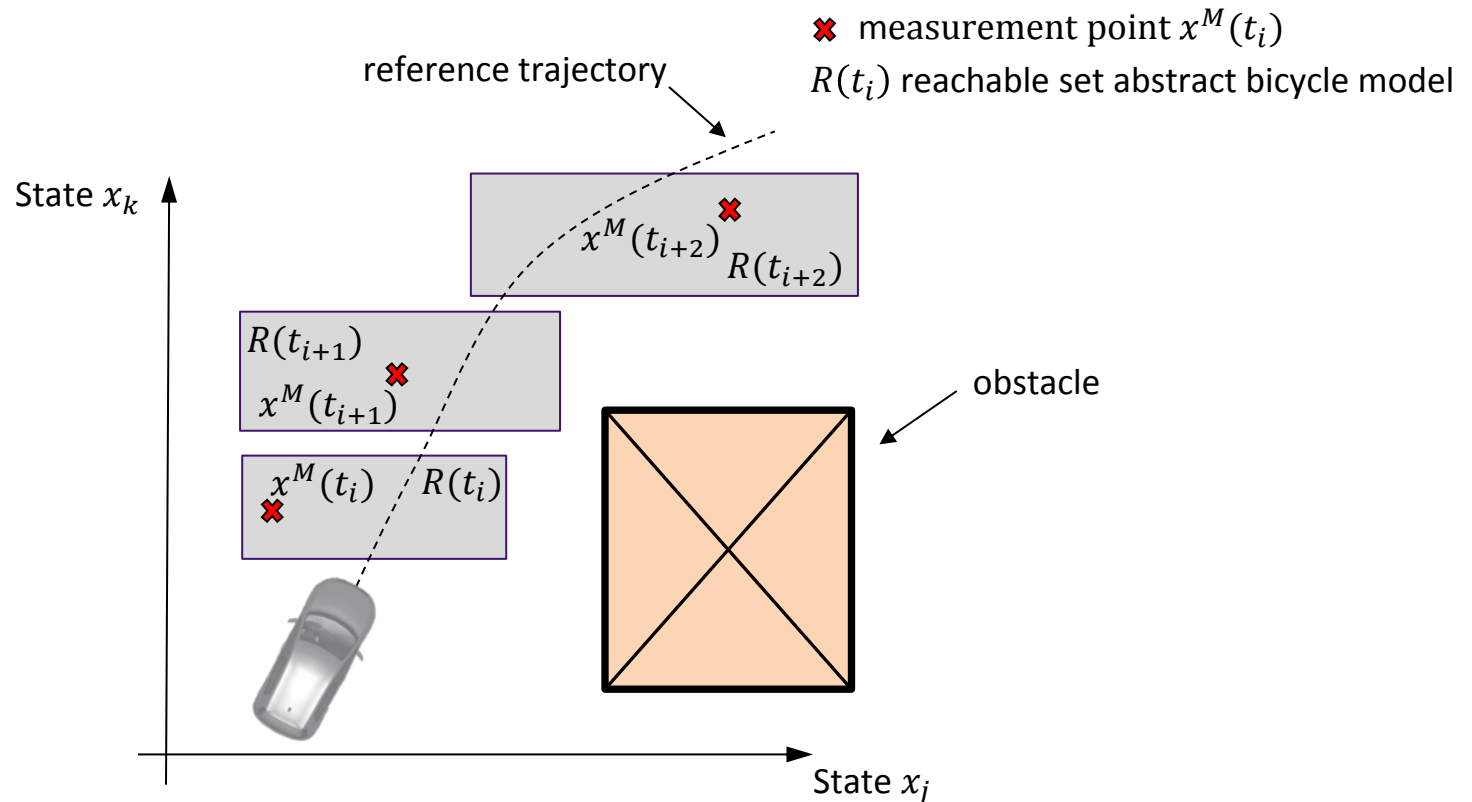 ✖ measurement point x^M(t_i)
R(t_i) reachable set abstract bicycle model
reference trajectory
State x_k
x^M(t_{i+2})
R(t_{i+2})
R(t_{i+1})
x^M(t_{i+1})
obstacle
x^M(t_i) R(t_i)
State x_j